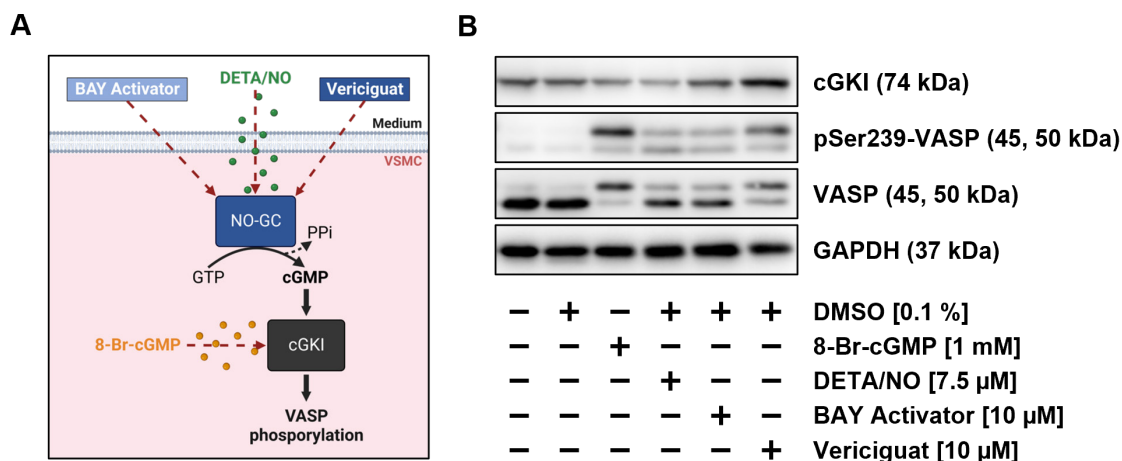 A
BAY Activator
DETA/NO
Vericiguat
Medium
VSMC
NO-GC
PPi
GTP
cGMP
8-Br-cGMP
cGKI
VASP
phosporylation
B
cGKI (74 kDa)
pSer239-VASP (45, 50 kDa)
VASP (45, 50 kDa)
GAPDH (37 kDa)
− + − + + + DMSO [0.1 %]
− − + − − − 8-Br-cGMP [1 mM]
− − − + − − DETA/NO [7.5 µM]
− − − − + − BAY Activator [10 µM]
− − − − − + Vericiguat [10 µM]